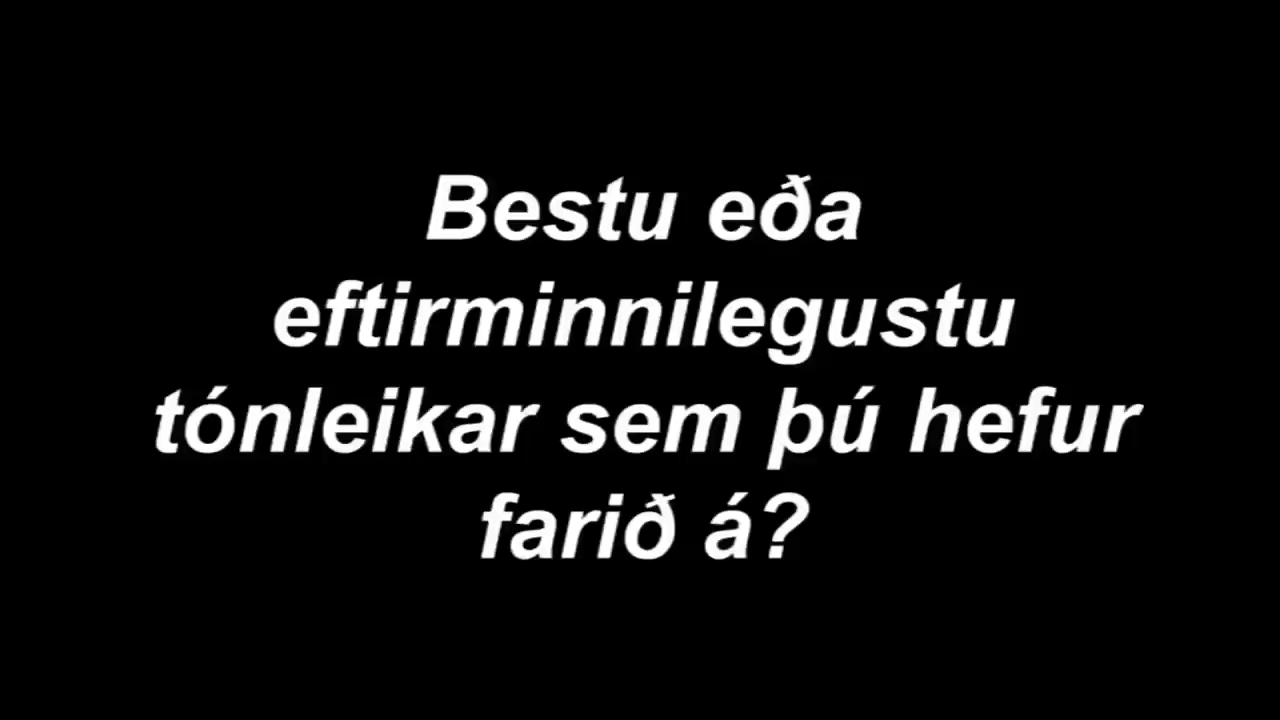 Bestu eða
eftirminnilegustu
tónleikar sem þú hefur
farið á?